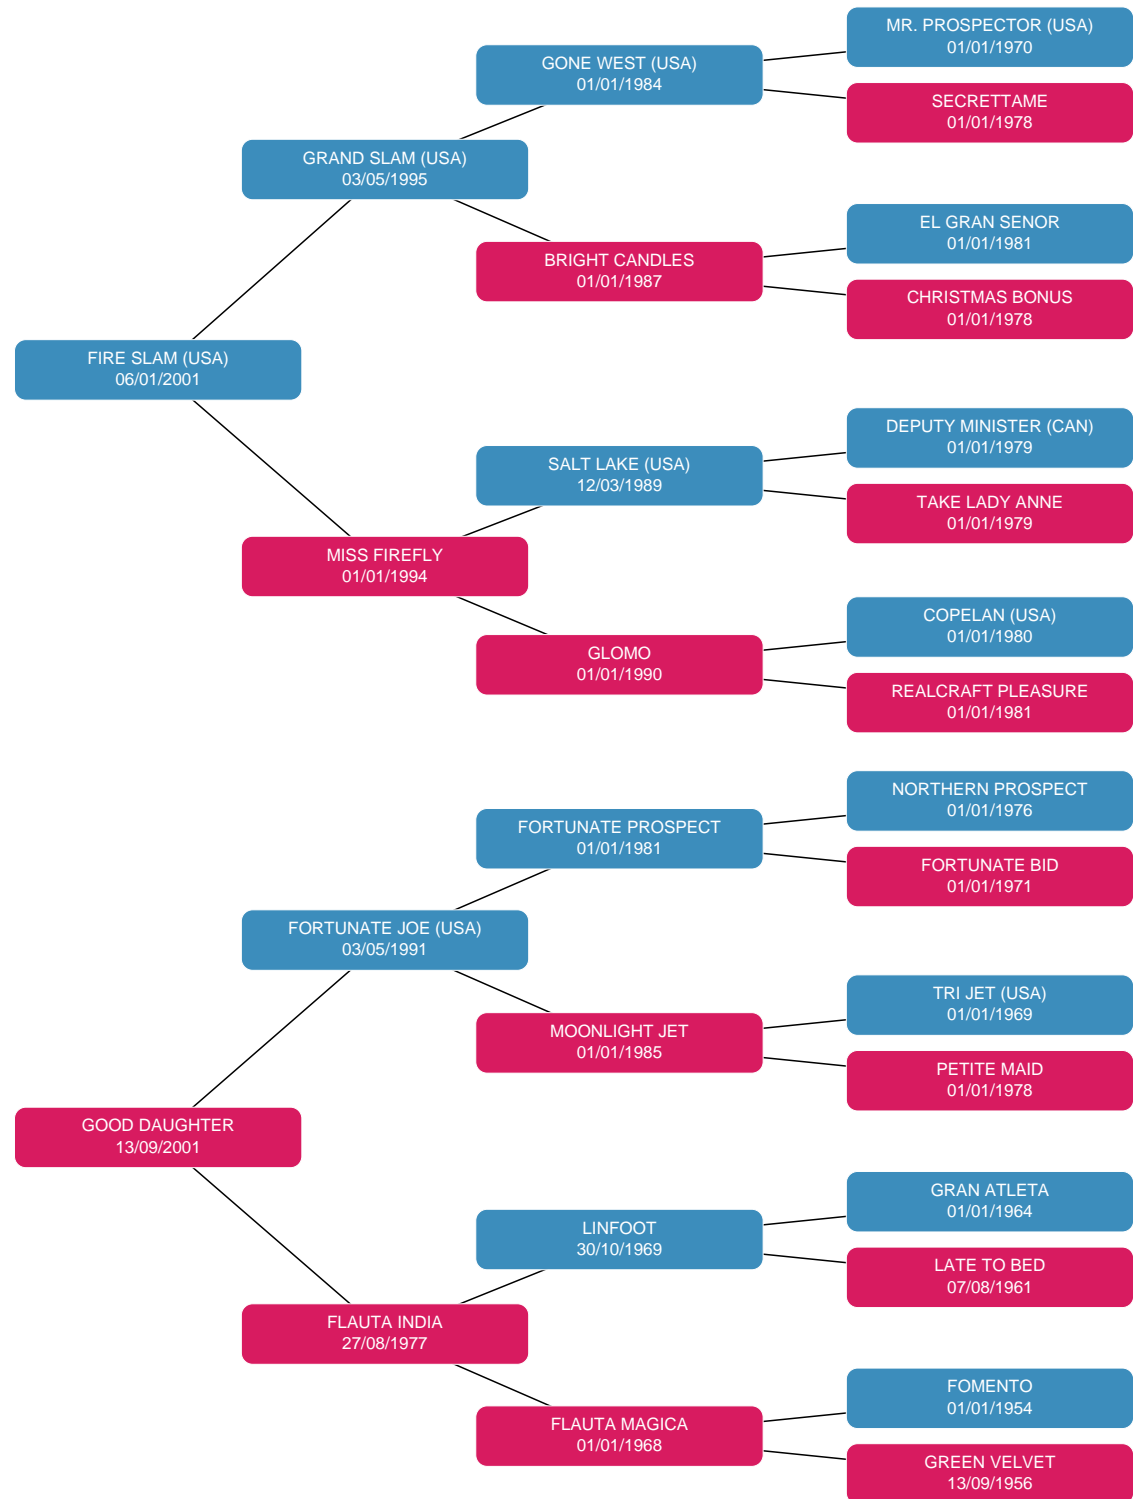 MR. PROSPECTOR (USA)
01/01/1970
GONE WEST (USA)
01/01/1984
SECRETTAME
01/01/1978
GRAND SLAM (USA)
03/05/1995
EL GRAN SENOR
01/01/1981
BRIGHT CANDLES
01/01/1987
CHRISTMAS BONUS
01/01/1978
FIRE SLAM (USA)
06/01/2001
DEPUTY MINISTER (CAN)
01/01/1979
SALT LAKE (USA)
12/03/1989
TAKE LADY ANNE
01/01/1979
MISS FIREFLY
01/01/1994
COPELAN (USA)
01/01/1980
GLOMO
01/01/1990
REALCRAFT PLEASURE
01/01/1981
NORTHERN PROSPECT
01/01/1976
FORTUNATE PROSPECT
01/01/1981
FORTUNATE BID
01/01/1971
FORTUNATE JOE (USA)
03/05/1991
TRI JET (USA)
01/01/1969
MOONLIGHT JET
01/01/1985
PETITE MAID
01/01/1978
GOOD DAUGHTER
13/09/2001
GRAN ATLETA
01/01/1964
LINFOOT
30/10/1969
LATE TO BED
07/08/1961
FLAUTA INDIA
27/08/1977
FOMENTO
01/01/1954
FLAUTA MAGICA
01/01/1968
GREEN VELVET
13/09/1956